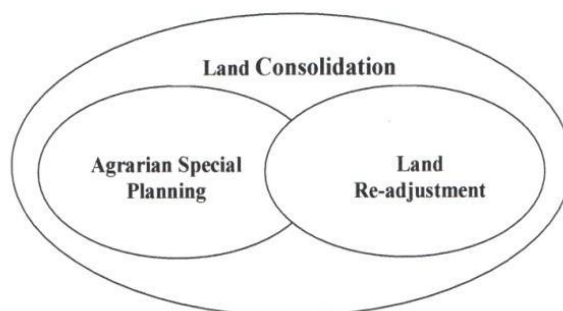 Land Consolidation
Agrarian Special
Planning
Land
Re-adjustment